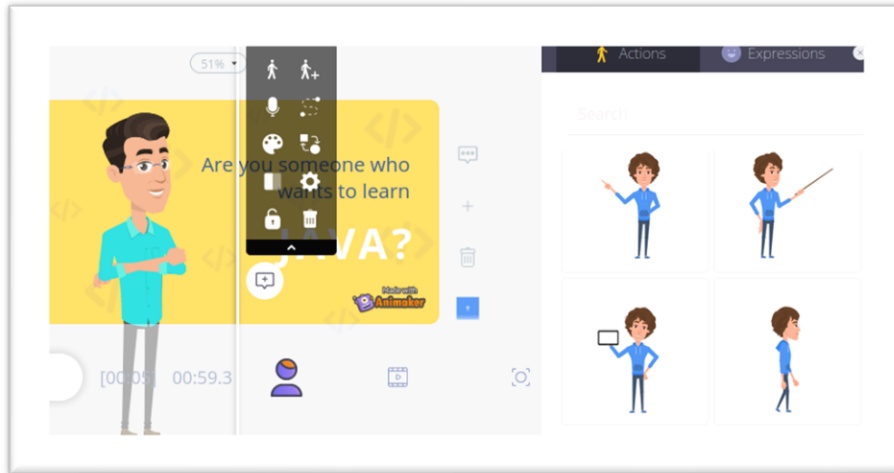 51%
Actions
Expressions
Search
Are you someone who
wants to learn
JAVA?
Made with
Animaker
[00:05]
00:59.3